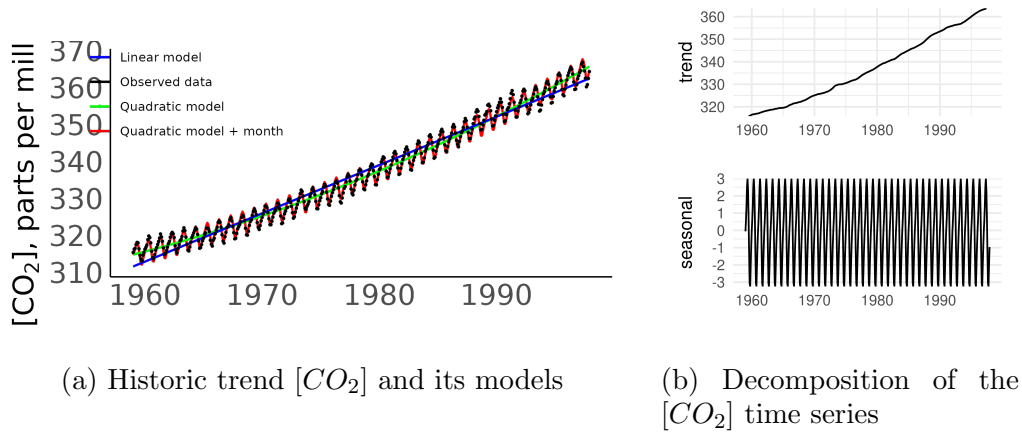 [CO2], parts per mill
370
360
350
340
330
320
310
Linear model
Observed data
Quadratic model
Quadratic model + month
1960 1970 1980 1990
(a) Historic trend [CO2] and its models
trend
360
350
340
330
320
1960 1970 1980 1990
seasonal
3
2
1
0
-1
-2
-3
1960 1970 1980 1990
(b) Decomposition of the
[CO2] time series